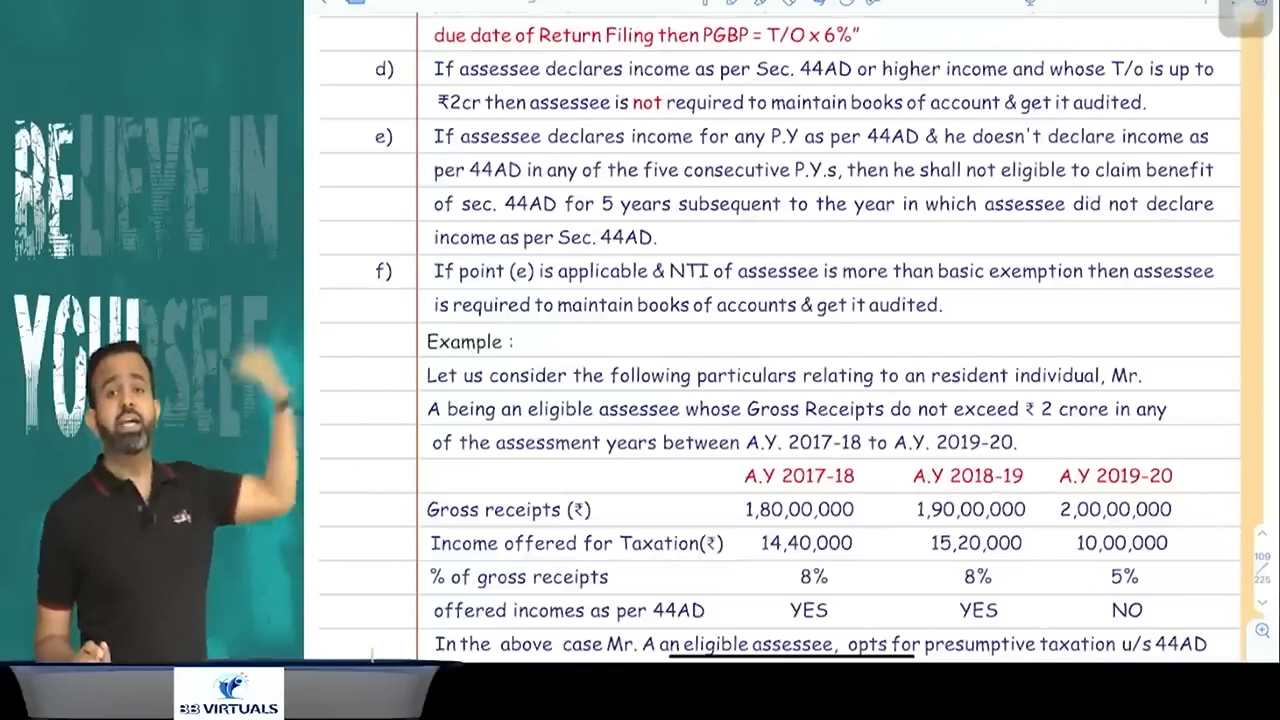 BELIEVE IN
YOURSELF
due date of Return Filing then PGBP = T/O x 6%"
d) If assessee declares income as per Sec. 44AD or higher income and whose T/o is up to
₹2cr then assessee is not required to maintain books of account & get it audited.
e) If assessee declares income for any P.Y as per 44AD & he doesn't declare income as
per 44AD in any of the five consecutive P.Y.s, then he shall not eligible to claim benefit
of sec. 44AD for 5 years subsequent to the year in which assessee did not declare
income as per Sec. 44AD.
f) If point (e) is applicable & NTI of assessee is more than basic exemption then assessee
is required to maintain books of accounts & get it audited.
Example :
Let us consider the following particulars relating to an resident individual, Mr.
A being an eligible assessee whose Gross Receipts do not exceed ₹ 2 crore in any
of the assessment years between A.Y. 2017-18 to A.Y. 2019-20.
A.Y 2017-18 A.Y 2018-19 A.Y 2019-20
Gross receipts (₹) 1,80,00,000 1,90,00,000 2,00,00,000
Income offered for Taxation(₹) 14,40,000 15,20,000 10,00,000
% of gross receipts 8% 8% 5%
offered incomes as per 44AD YES YES NO
In the above case Mr. A an eligible assessee, opts for presumptive taxation u/s 44AD
109
225
BB VIRTUALS